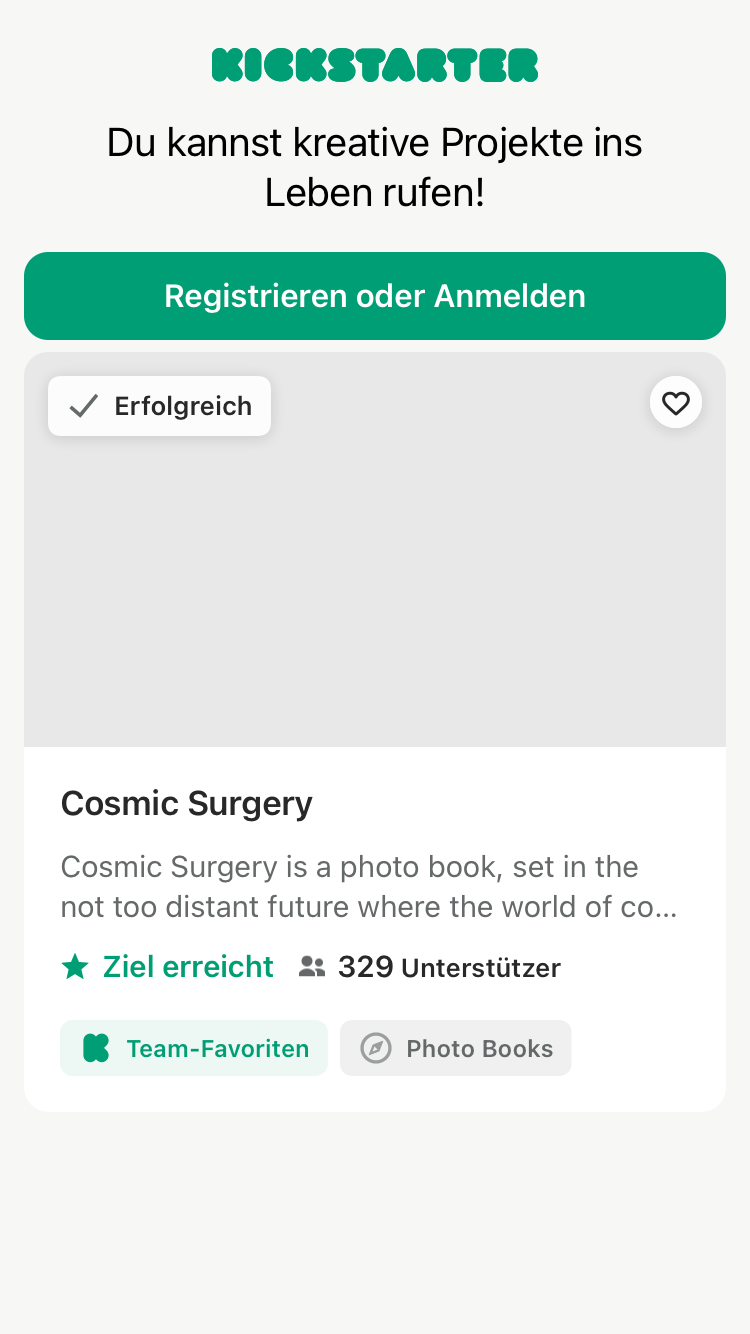 KICKSTARTER
Du kannst kreative Projekte ins
Leben rufen!
Registrieren oder Anmelden
Erfolgreich
Cosmic Surgery
Cosmic Surgery is a photo book, set in the
not too distant future where the world of co...
Ziel erreicht 329 Unterstützer
Team-Favoriten Photo Books